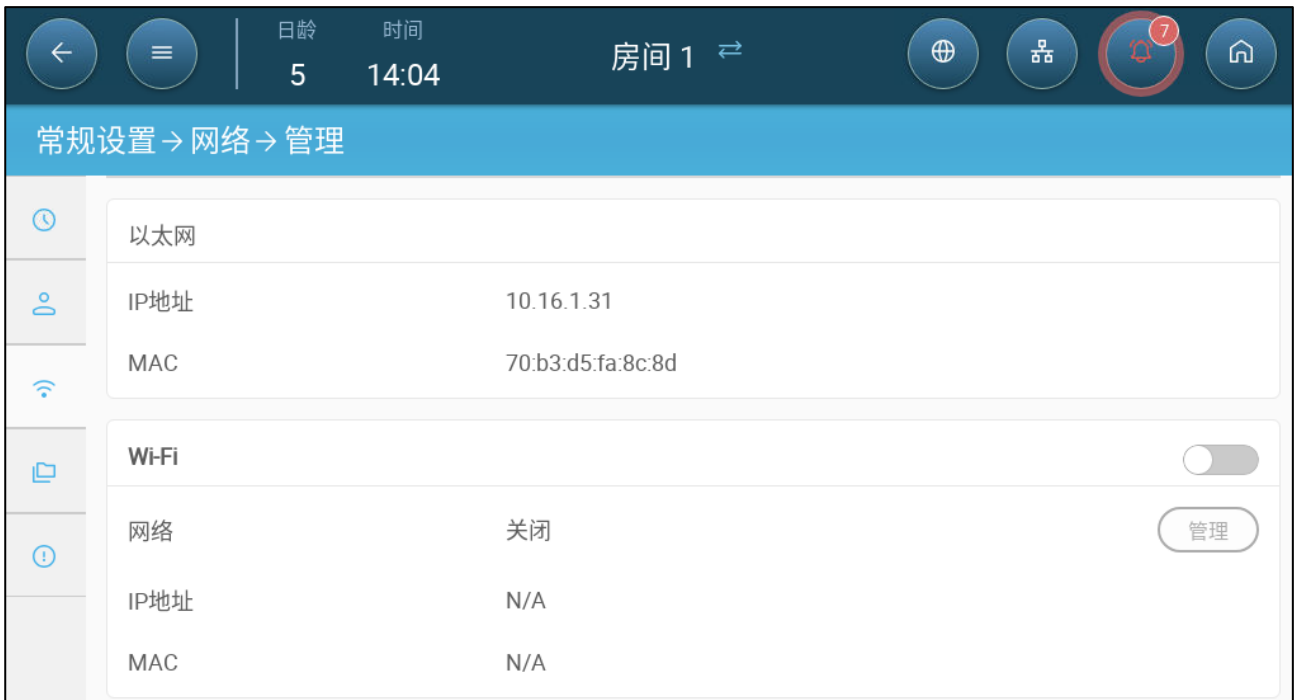 日龄 时间 7
5 14:04 房间 1
常规设置→网络→管理
以太网
IP地址 10.16.1.31
MAC 70:b3:d5:fa:8c:8d
Wi-Fi
网络 关闭 管理
IP地址 N/A
MAC N/A